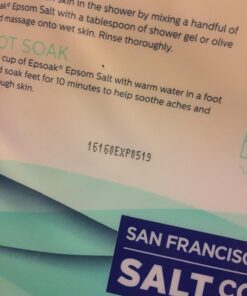 skin in the shower by mixing a handful of
oak® Epsom Salt with a tablespoon of shower gel or olive
d massage onto wet skin. Rinse thoroughly.
OT SOAK
cup of Epsoak® Epsom Salt with warm water in a foot
d soak feet for 10 minutes to help soothe aches and
ugh skin.
16160EXP0519
SAN FRANCISC
SALT CO